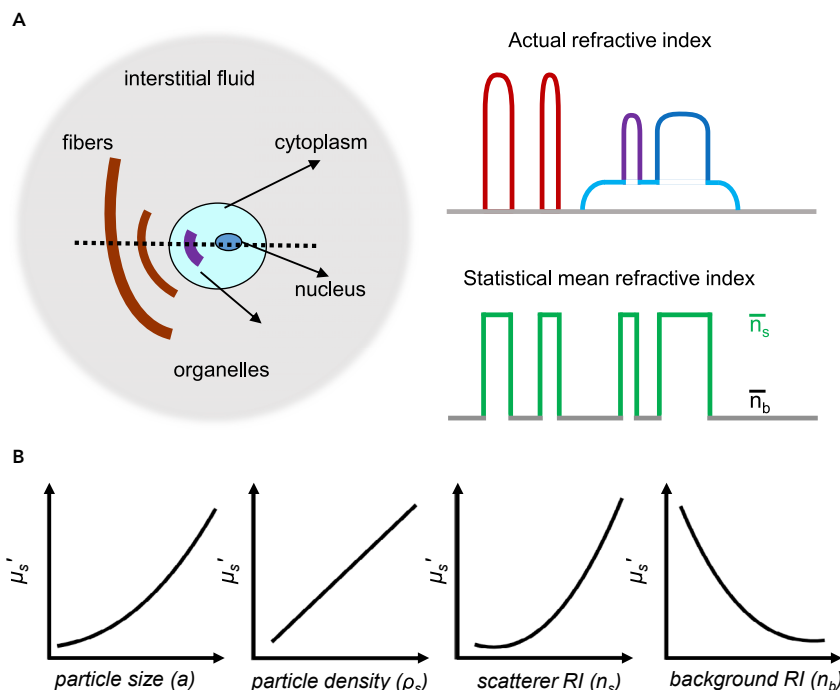 A
interstitial fluid
fibers
cytoplasm
nucleus
organelles
Actual refractive index
Statistical mean refractive index
n̅s
n̅b
B
μs'
particle size (a)
μs'
particle density (ρs)
μs'
scatterer RI (ns)
μs'
background RI (nb)